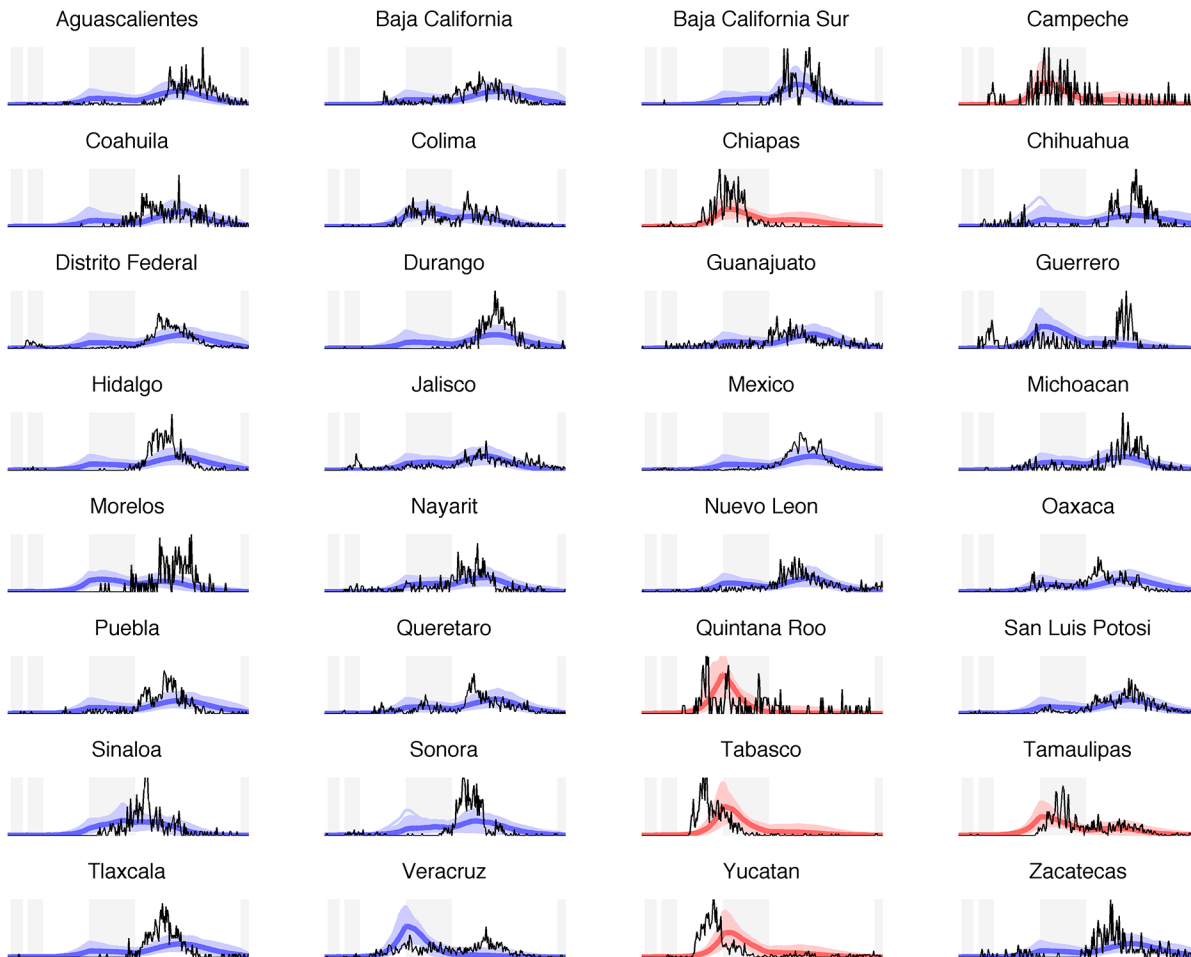 Aguascalientes
Baja California
Baja California Sur
Campeche
Coahuila
Colima
Chiapas
Chihuahua
Distrito Federal
Durango
Guanajuato
Guerrero
Hidalgo
Jalisco
Mexico
Michoacan
Morelos
Nayarit
Nuevo Leon
Oaxaca
Puebla
Queretaro
Quintana Roo
San Luis Potosi
Sinaloa
Sonora
Tabasco
Tamaulipas
Tlaxcala
Veracruz
Yucatan
Zacatecas